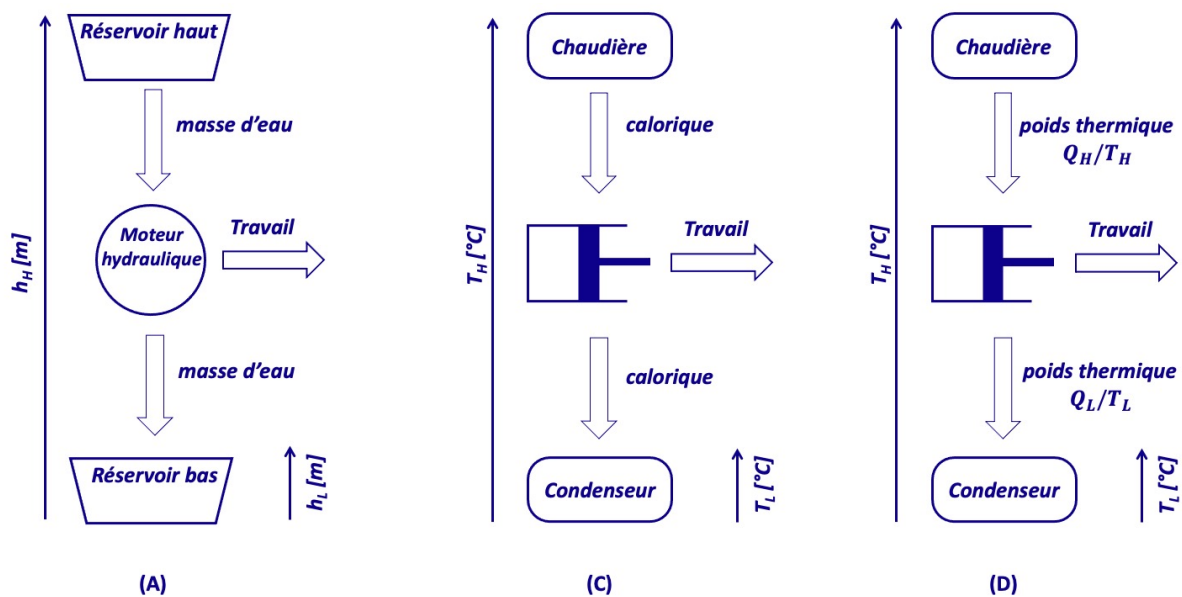 Réservoir haut
masse d'eau
h_H [m]
Moteur
hydraulique
Travail
masse d'eau
Réservoir bas
h_L [m]
(A)
Chaudière
calorique
T_H [°C]
Travail
calorique
Condenseur
T_L [°C]
(C)
Chaudière
poids thermique
Q_H/T_H
T_H [°C]
Travail
poids thermique
Q_L/T_L
Condenseur
T_L [°C]
(D)